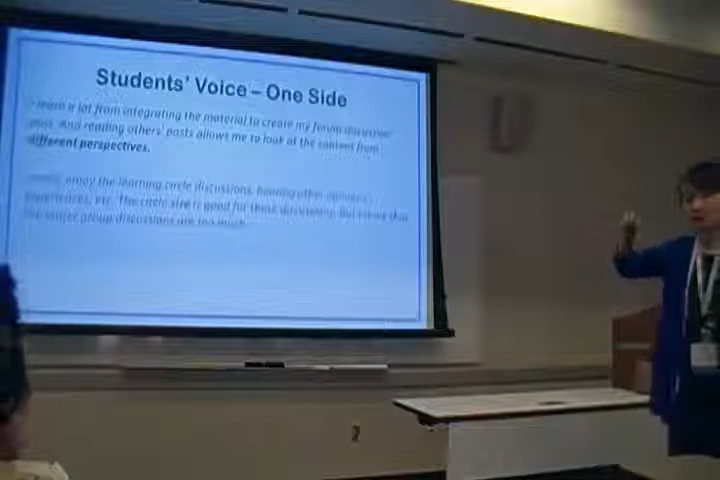 Students' Voice – One Side
I learn a lot from integrating the material to create my forum discussion
post. And reading others' posts allows me to look at the content from
different perspectives.
enjoy the learning circle discussions, hearing other opinions,
experiences, etc. The circle size is good for these discussions, but
the larger group discussions are too much.